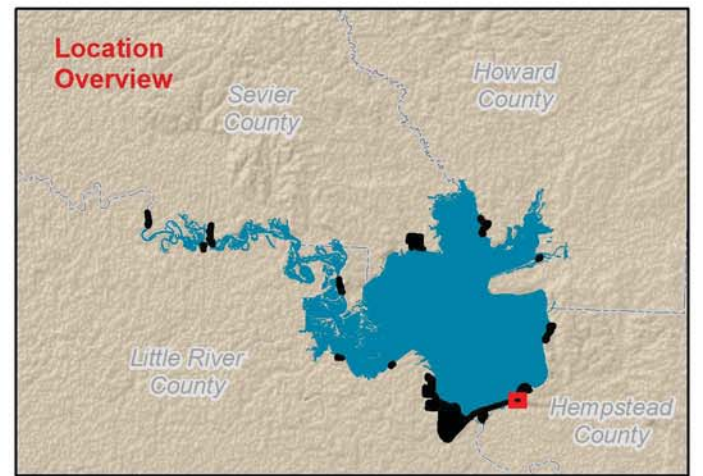 Location
Overview
Howard
County
Sevier
County
Little River
County
Hempstead
County